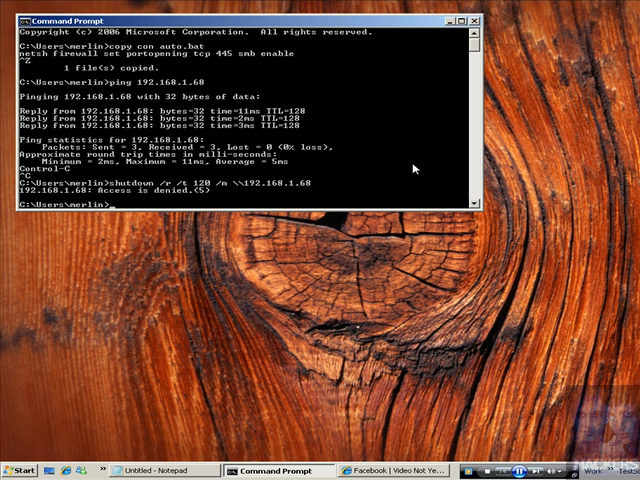 Command Prompt
Copyright (c) 2006 Microsoft Corporation. All rights reserved.
C:\Users\merlin>copy con auto.bat
netsh firewall set portopening tcp 445 smb enable
^Z
1 file(s) copied.
C:\Users\merlin>ping 192.168.1.68
Pinging 192.168.1.68 with 32 bytes of data:
Reply from 192.168.1.68: bytes=32 time=11ms TTL=128
Reply from 192.168.1.68: bytes=32 time=2ms TTL=128
Reply from 192.168.1.68: bytes=32 time=3ms TTL=128
Ping statistics for 192.168.1.68:
Packets: Sent = 3, Received = 3, Lost = 0 (0% loss),
Approximate round trip times in milli-seconds:
Minimum = 2ms, Maximum = 11ms, Average = 5ms
Control-C
^C
C:\Users\merlin>shutdown /r /t 120 /m \\192.168.1.68
192.168.1.68: Access is denied.(5)
C:\Users\merlin>_
HACKERS
Start
Untitled - Notepad
Command Prompt
Facebook | Video Not Ye...
Work